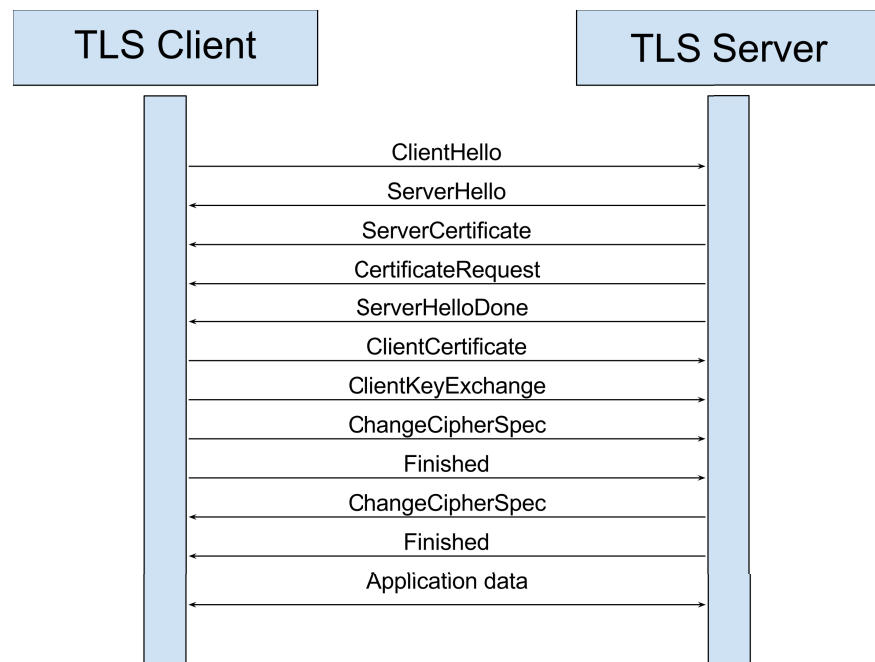 TLS Client
TLS Server
ClientHello
ServerHello
ServerCertificate
CertificateRequest
ServerHelloDone
ClientCertificate
ClientKeyExchange
ChangeCipherSpec
Finished
ChangeCipherSpec
Finished
Application data